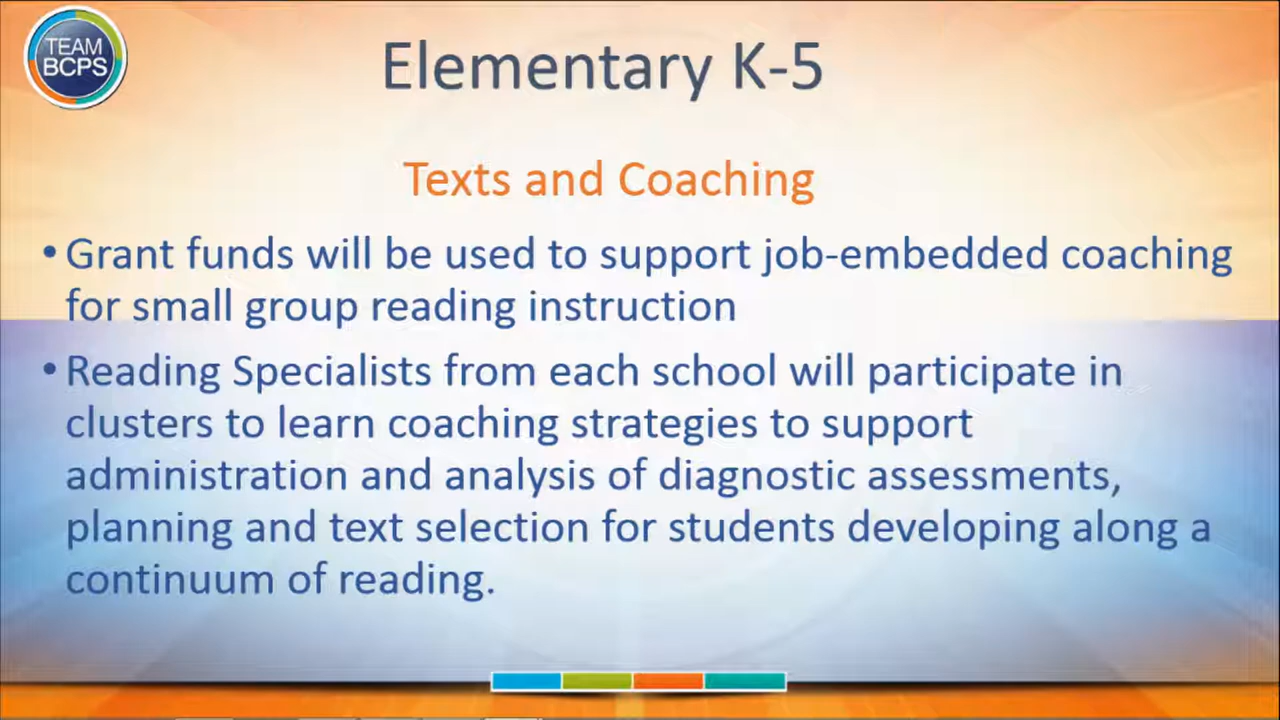 TEAM
BCPS
Elementary K-5
Texts and Coaching
• Grant funds will be used to support job-embedded coaching
for small group reading instruction
• Reading Specialists from each school will participate in
clusters to learn coaching strategies to support
administration and analysis of diagnostic assessments,
planning and text selection for students developing along a
continuum of reading.